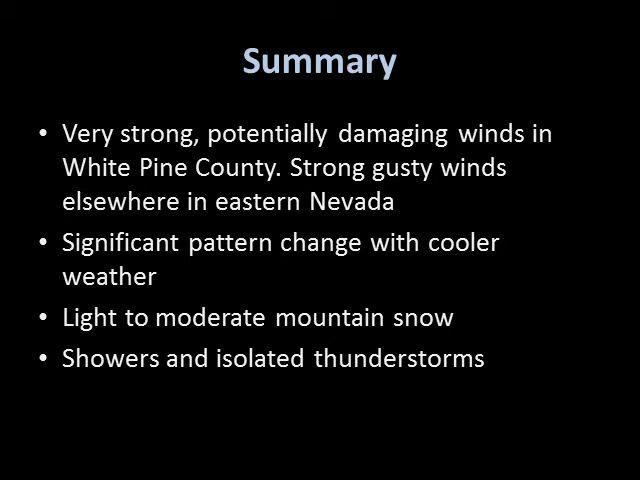 Summary
• Very strong, potentially damaging winds in
White Pine County. Strong gusty winds
elsewhere in eastern Nevada
• Significant pattern change with cooler
weather
• Light to moderate mountain snow
• Showers and isolated thunderstorms